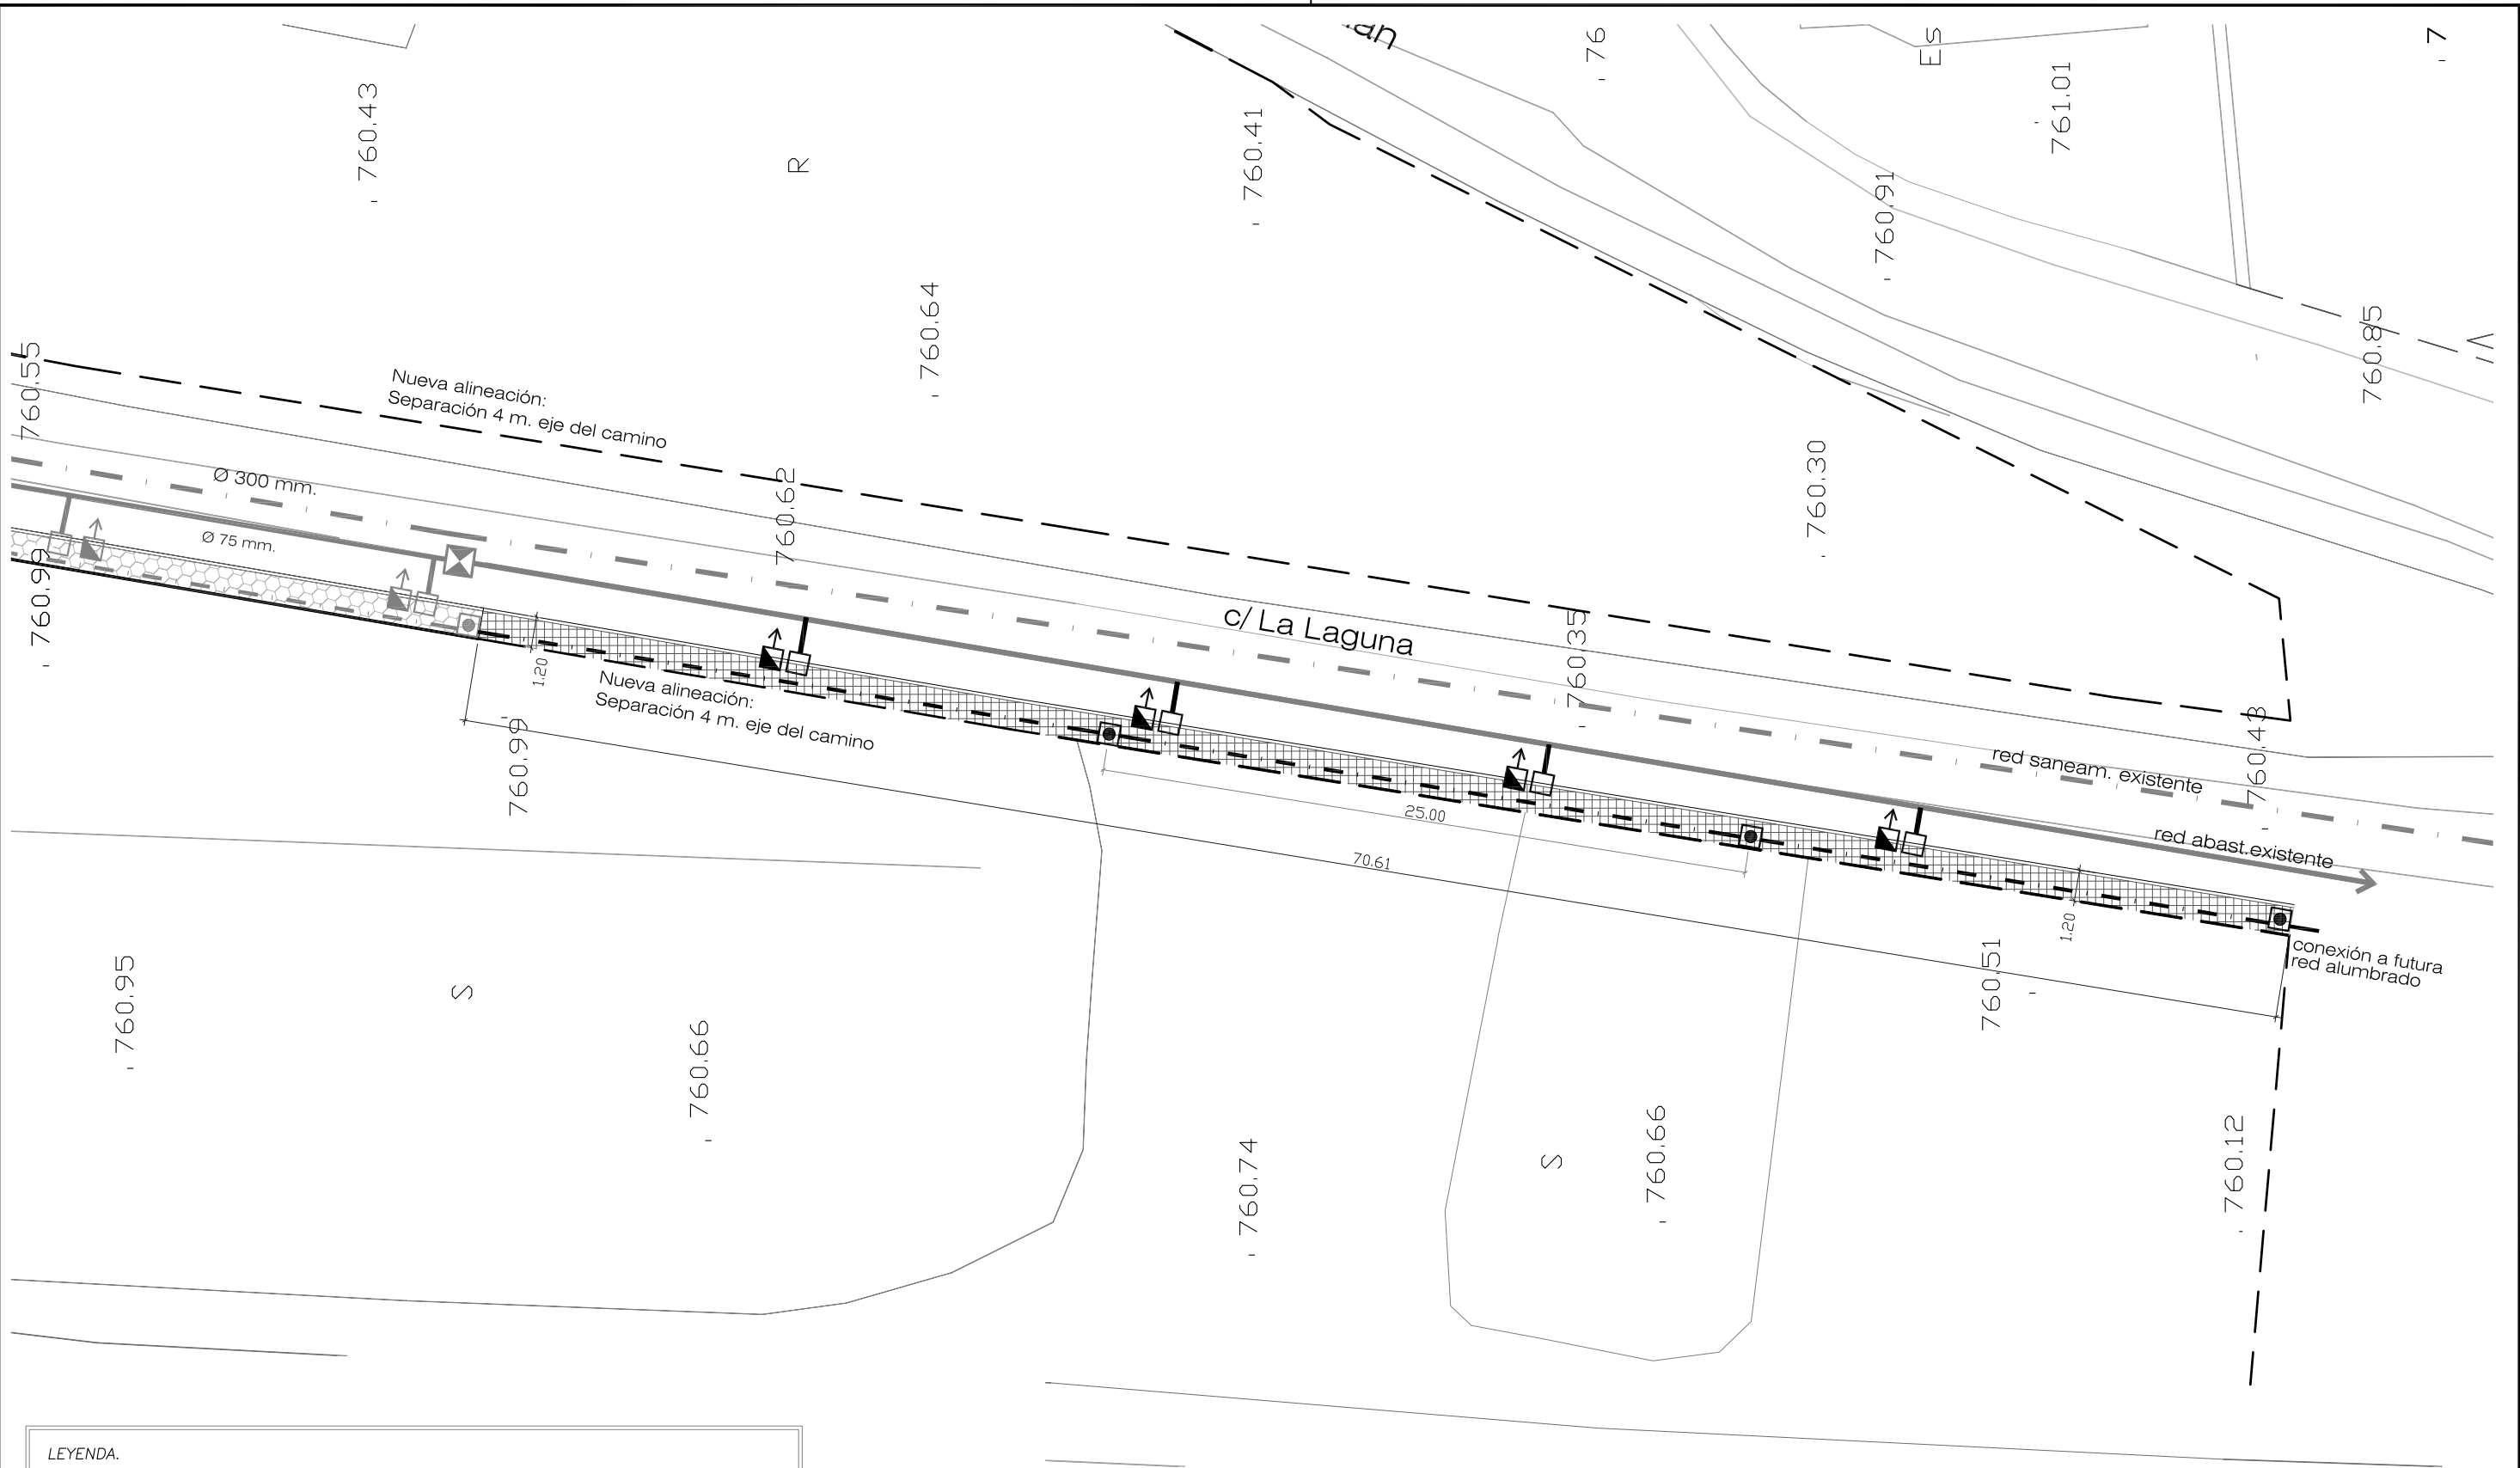 760.43
R
760.41
76
Es
761.01
7
760.91
760.64
760.85
760.55
Nueva alineación:
Separación 4 m. eje del camino
760.62
760.30
Ø 300 mm.
Ø 75 mm.
760.99
c/ La Laguna
760.35
1.20
Nueva alineación:
Separación 4 m. eje del camino
760.99
760.43
red saneam. existente
25.00
red abast.existente
70.61
1.20
760.51
conexión a futura
red alumbrado
760.95
S
760.66
760.74
S
760.66
760.12
LEYENDA.